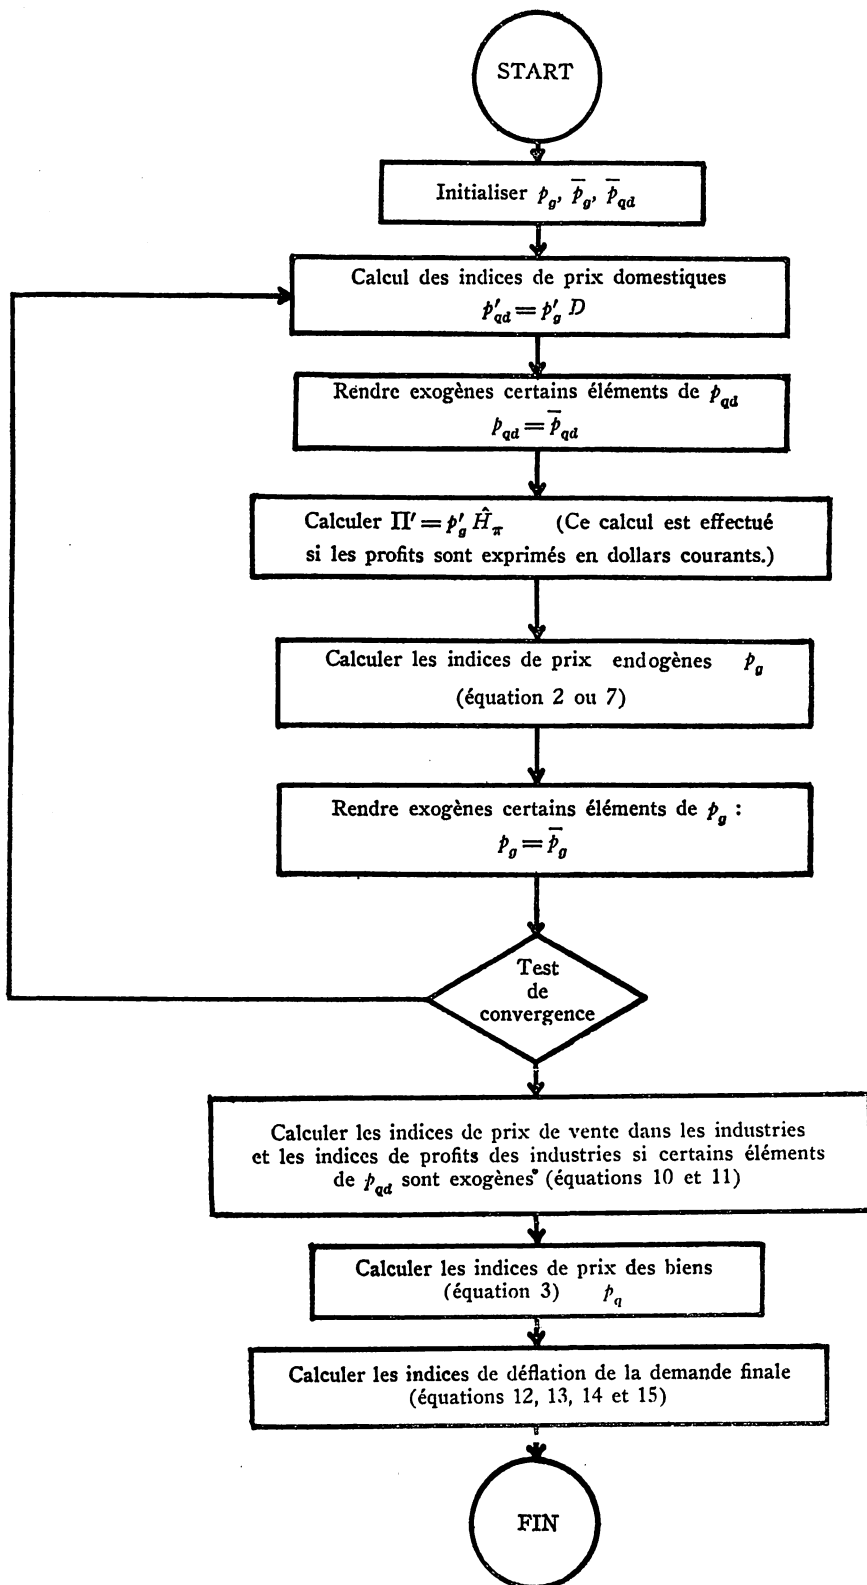 START
Initialiser p_g, p̅_g, p̅_qd
Calcul des indices de prix domestiques
p′_qd = p′_g D
Rendre exogènes certains éléments de p_qd
p_qd = p̅_qd
Calculer Π′ = p′_g Ĥ_π (Ce calcul est effectué
si les profits sont exprimés en dollars courants.)
Calculer les indices de prix endogènes p_g
(équation 2 ou 7)
Rendre exogènes certains éléments de p_g :
p_g = p̅_g
Test
de
convergence
Calculer les indices de prix de vente dans les industries
et les indices de profits des industries si certains éléments
de p_qd sont exogènes* (équations 10 et 11)
Calculer les indices de prix des biens
(équation 3) p_q
Calculer les indices de déflation de la demande finale
(équations 12, 13, 14 et 15)
FIN